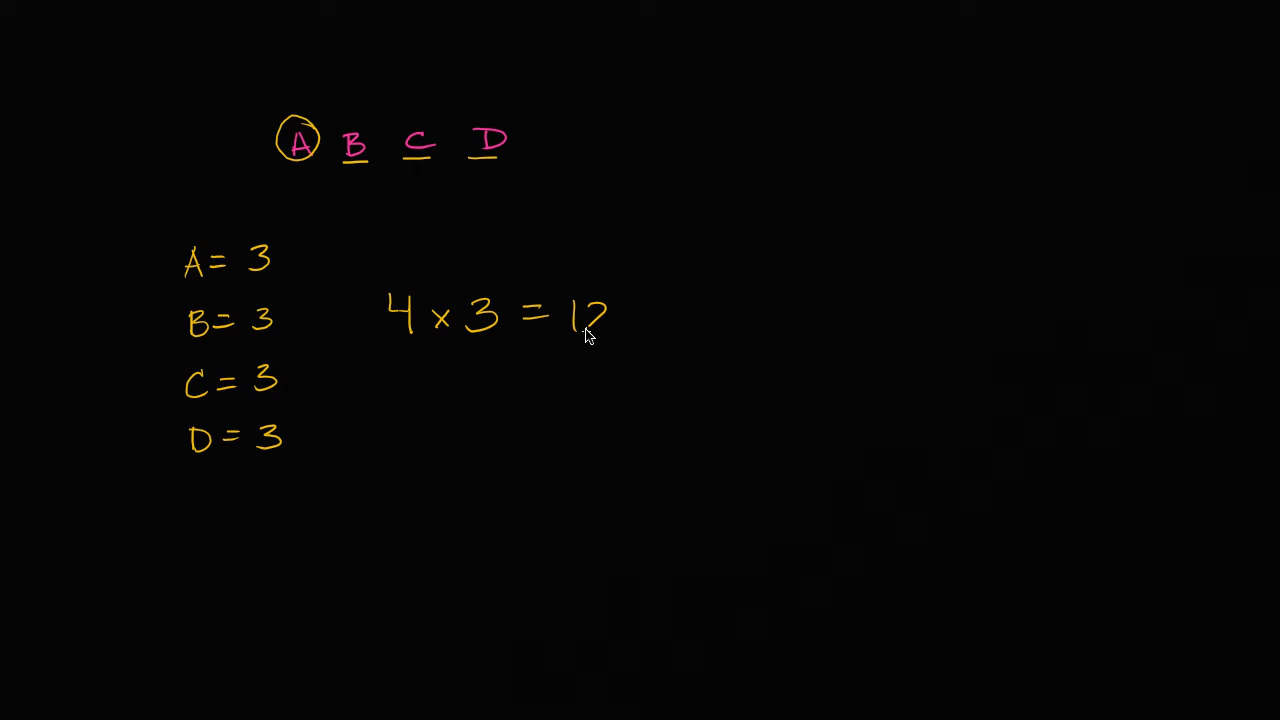 A B C D
A = 3
B = 3
4 x 3 = 12
C = 3
D = 3